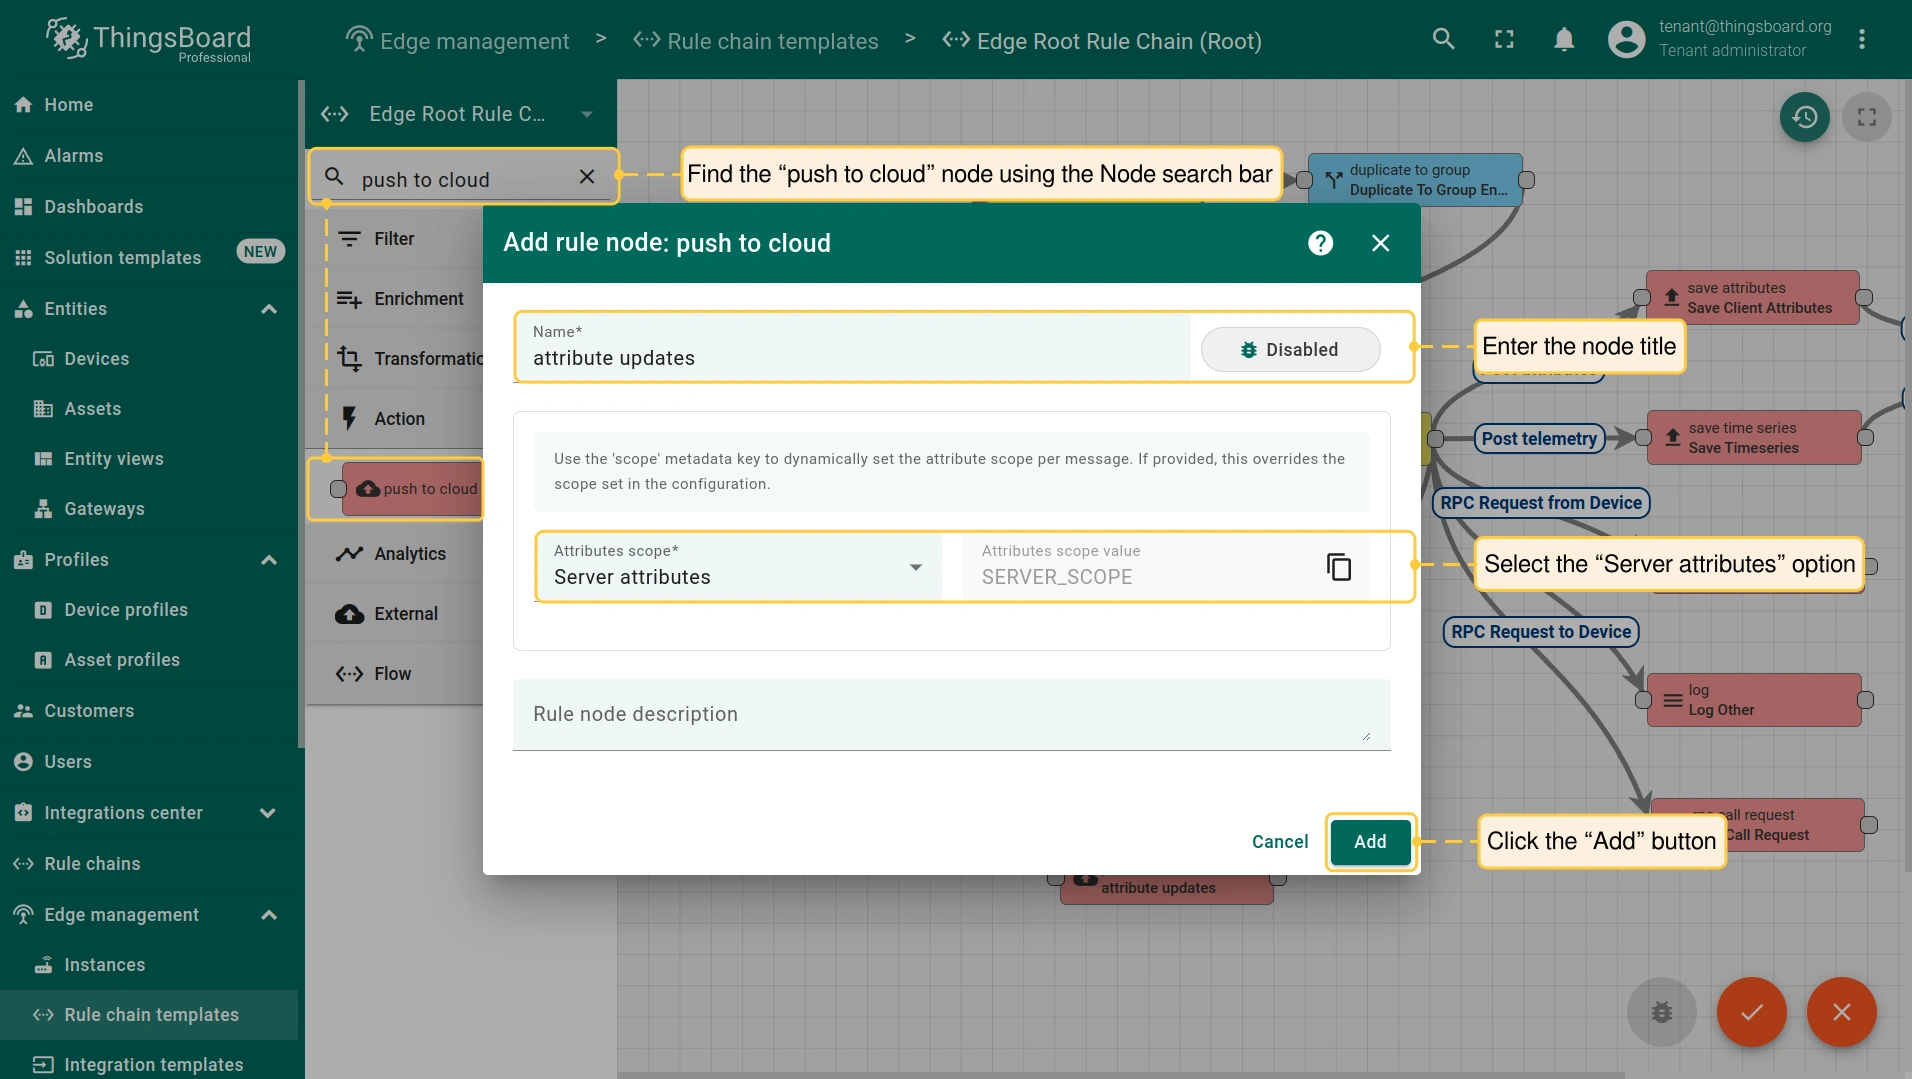 ThingsBoard
Professional
Edge management > Rule chain templates > Edge Root Rule Chain (Root)
tenant@thingsboard.org
Tenant administrator
Home
Alarms
Dashboards
Solution templates
NEW
Entities
Devices
Assets
Entity views
Gateways
Profiles
Device profiles
Asset profiles
Customers
Users
Integrations center
Rule chains
Edge management
Instances
Rule chain templates
Integration templates
Edge Root Rule C...
push to cloud
Find the “push to cloud” node using the Node search bar
Filter
Enrichment
Transformatio
Action
push to cloud
Analytics
External
Flow
Add rule node: push to cloud
Name*
attribute updates
Disabled
Enter the node title
Use the 'scope' metadata key to dynamically set the attribute scope per message. If provided, this overrides the
scope set in the configuration.
Attributes scope*
Server attributes
Attributes scope value
SERVER_SCOPE
Select the “Server attributes” option
Rule node description
Cancel
Add
Click the “Add” button
duplicate to group
Duplicate To Group En...
save attributes
Save Client Attributes
Post telemetry
save time series
Save Timeseries
RPC Request from Device
RPC Request to Device
log
Log Other
call request
Call Request
attribute updates